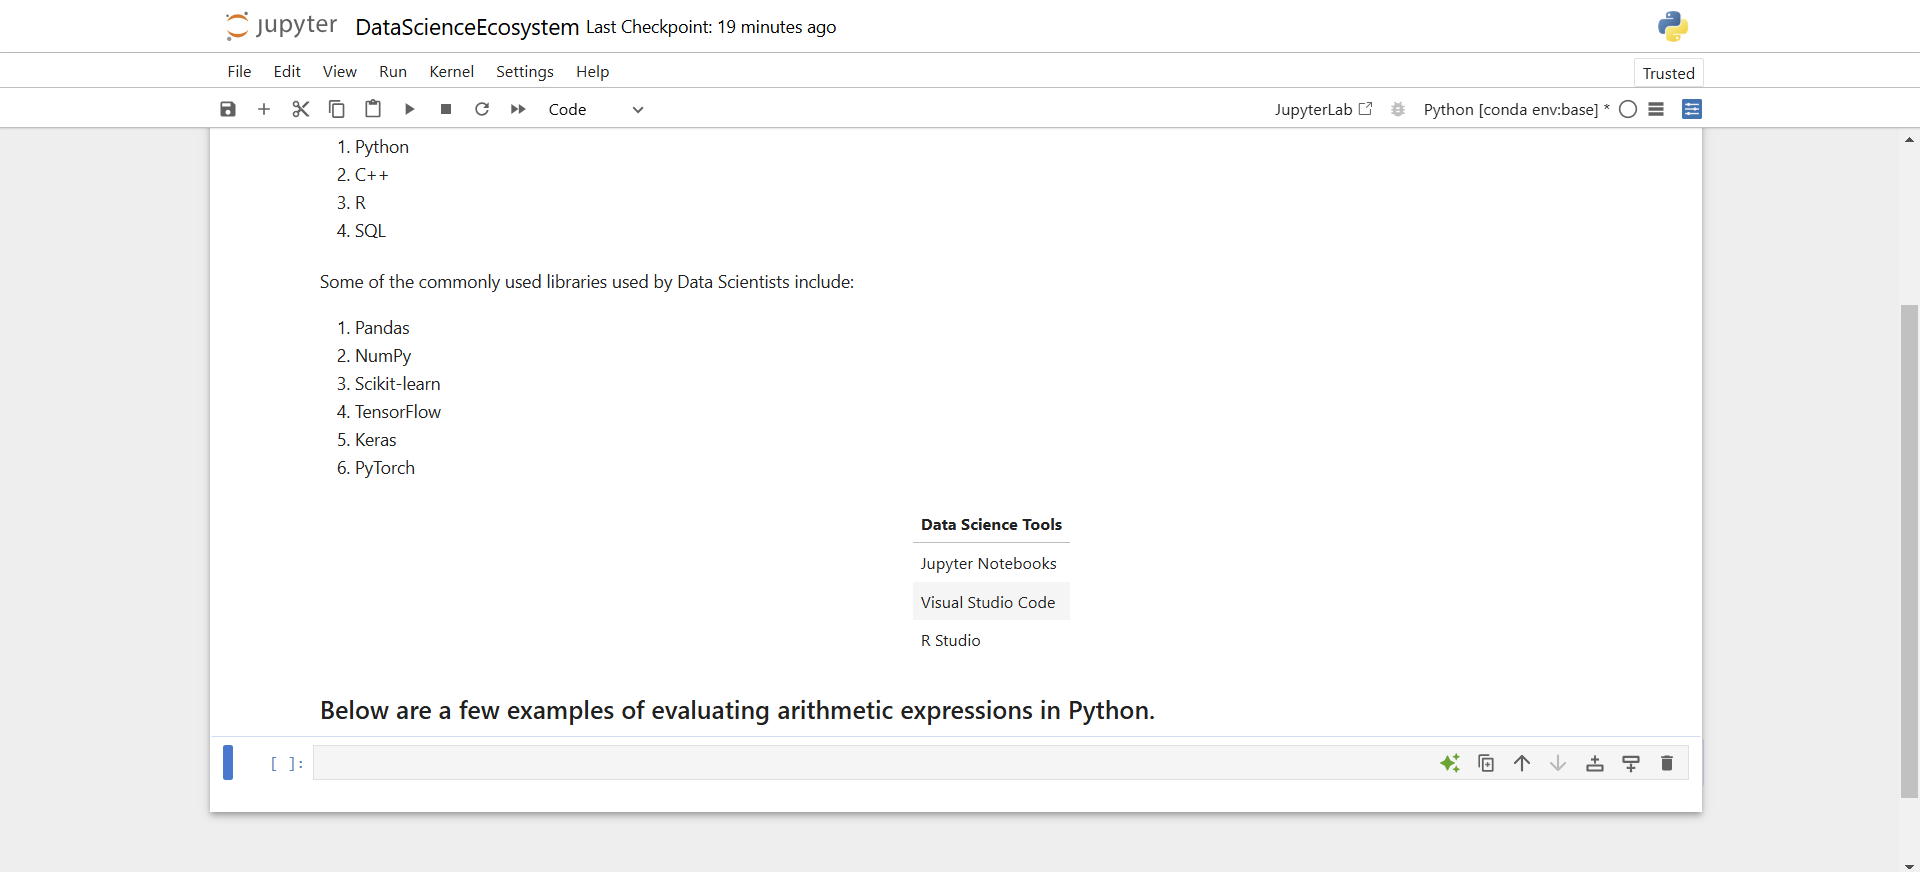 jupyter DataScienceEcosystem Last Checkpoint: 19 minutes ago
File Edit View Run Kernel Settings Help Trusted
Code JupyterLab Python [conda env:base] *
1. Python
2. C++
3. R
4. SQL
Some of the commonly used libraries used by Data Scientists include:
1. Pandas
2. NumPy
3. Scikit-learn
4. TensorFlow
5. Keras
6. PyTorch
Data Science Tools
Jupyter Notebooks
Visual Studio Code
R Studio
Below are a few examples of evaluating arithmetic expressions in Python.
[ ]: